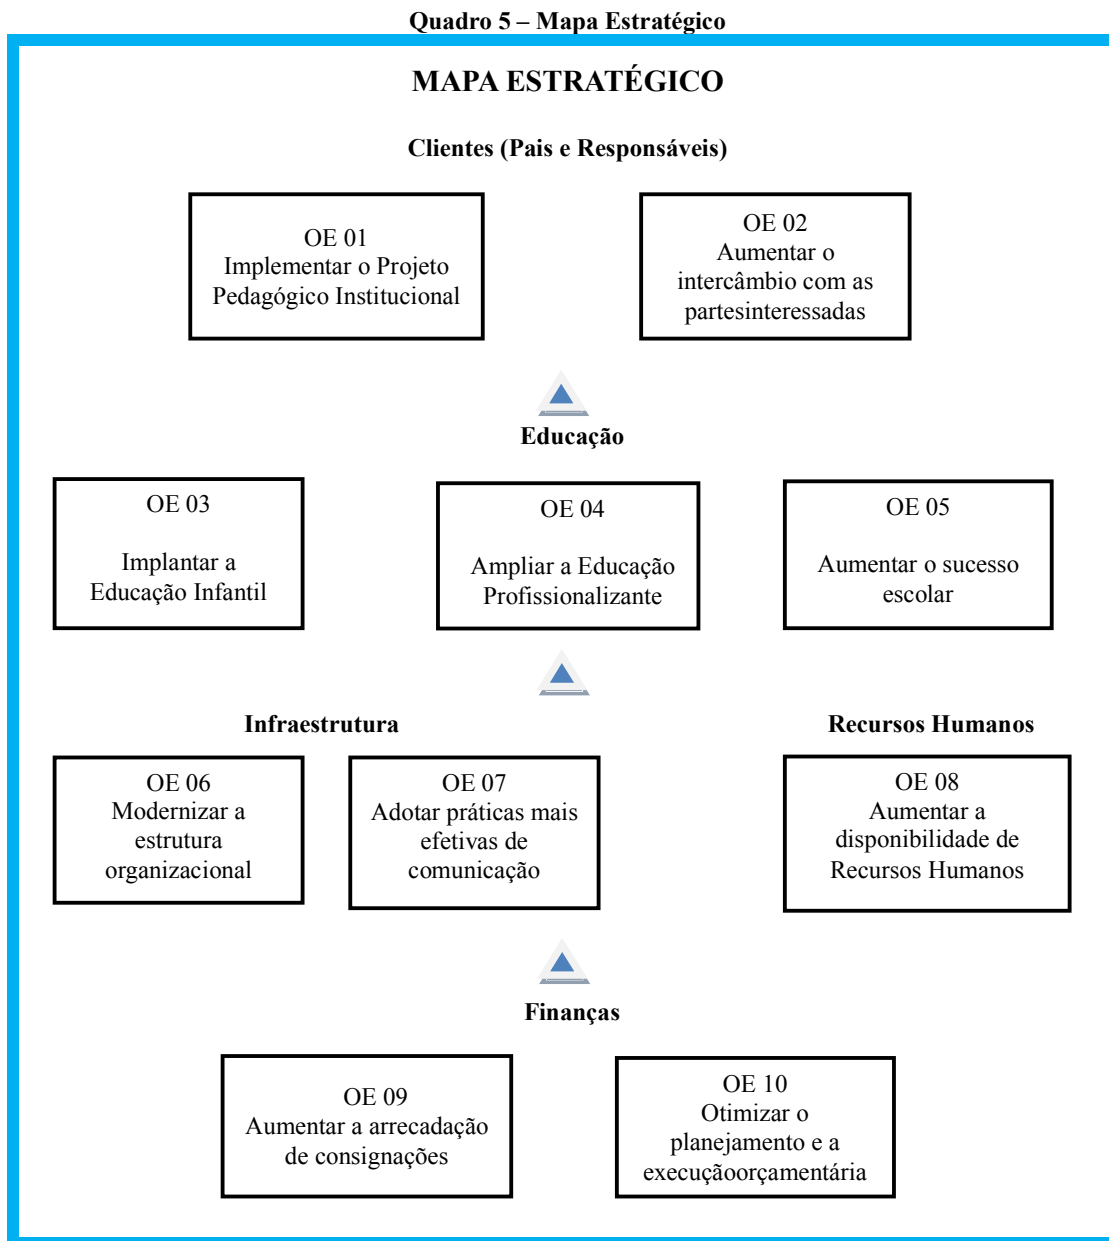 Quadro 5 – Mapa Estratégico
MAPA ESTRATÉGICO
Clientes (Pais e Responsáveis)
OE 01
Implementar o Projeto
Pedagógico Institucional
OE 02
Aumentar o
intercâmbio com as
partesinteressadas
Educação
OE 03
Implantar a
Educação Infantil
OE 04
Ampliar a Educação
Profissionalizante
OE 05
Aumentar o sucesso
escolar
Infraestrutura
Recursos Humanos
OE 06
Modernizar a
estrutura
organizacional
OE 07
Adotar práticas mais
efetivas de
comunicação
OE 08
Aumentar a
disponibilidade de
Recursos Humanos
Finanças
OE 09
Aumentar a arrecadação
de consignações
OE 10
Otimizar o
planejamento e a
execuçãoorçamentária